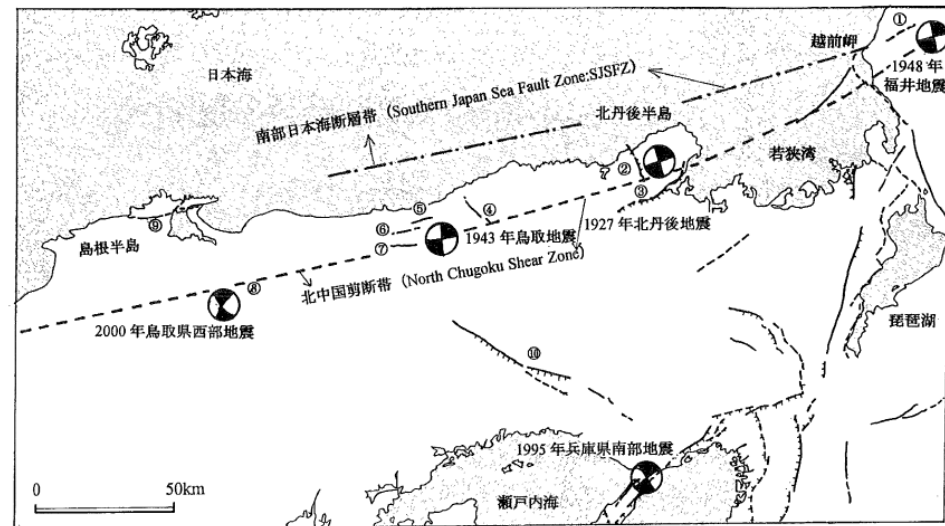 ①
越前岬
1948年
福井地震
日本海
南部日本海断層帯（Southern Japan Sea Fault Zone:SJSFZ）
北丹後半島
若狭湾
②
③
⑤
④
⑥
1943年鳥取地震
1927年北丹後地震
⑨
島根半島
⑦
北中国剪断帯（North Chugoku Shear Zone）
⑧
2000年鳥取県西部地震
琵琶湖
⑩
1995年兵庫県南部地震
0 50km
瀬戸内海